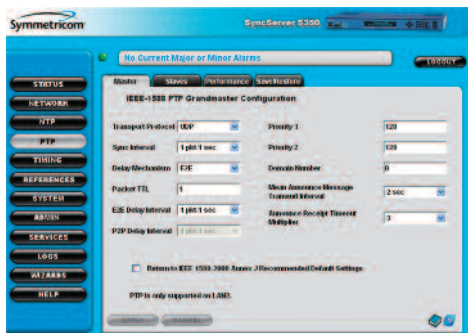 Symmetricom
SyncServer S350
No Current Major or Minor Alarms
LOGOUT
STATUS
NETWORK
NTP
PTP
TIMING
REFERENCES
SYSTEM
ADMIN
SERVICES
LOGS
WIZARDS
HELP
Master Slaves Performance Save/Restore
IEEE-1588 PTP Grandmaster Configuration
Transport Protocol UDP
Priority 1 128
Sync Interval 1 pkt/1 sec
Priority 2 128
Delay Mechanism E2E
Domain Number 0
Packet TTL 1
Mean Announce Message
Transmit Interval 2 sec
E2E Delay Interval 1 pkt/1 sec
Announce Receipt Timeout
Multiplier 3
P2P Delay Interval 1 pkt/1 sec
Return to IEEE 1588-2008 Annex J Recommended Default Settings
PTP is only supported on LAN2.
APPLY